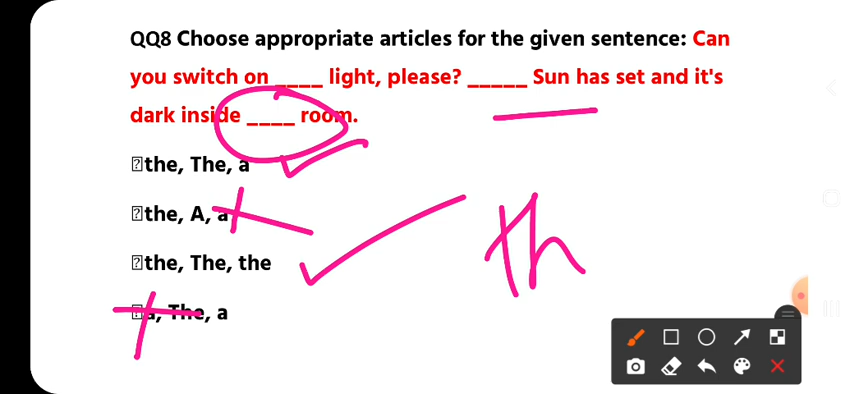 QQ8 Choose appropriate articles for the given sentence: Can
you switch on ____ light, please? _____ Sun has set and it's
dark inside ____ room.
the, The, a
the, A, a
the, The, the
a, The, a
th